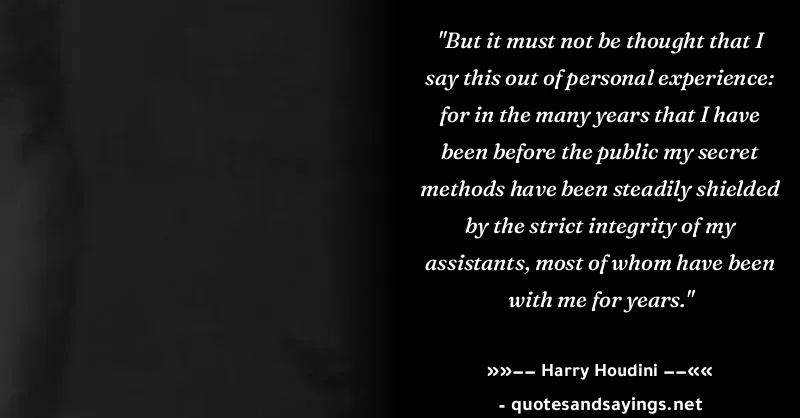 "But it must not be thought that I
say this out of personal experience:
for in the many years that I have
been before the public my secret
methods have been steadily shielded
by the strict integrity of my
assistants, most of whom have been
with me for years."
»»−− Harry Houdini −−««
- quotesandsayings.net